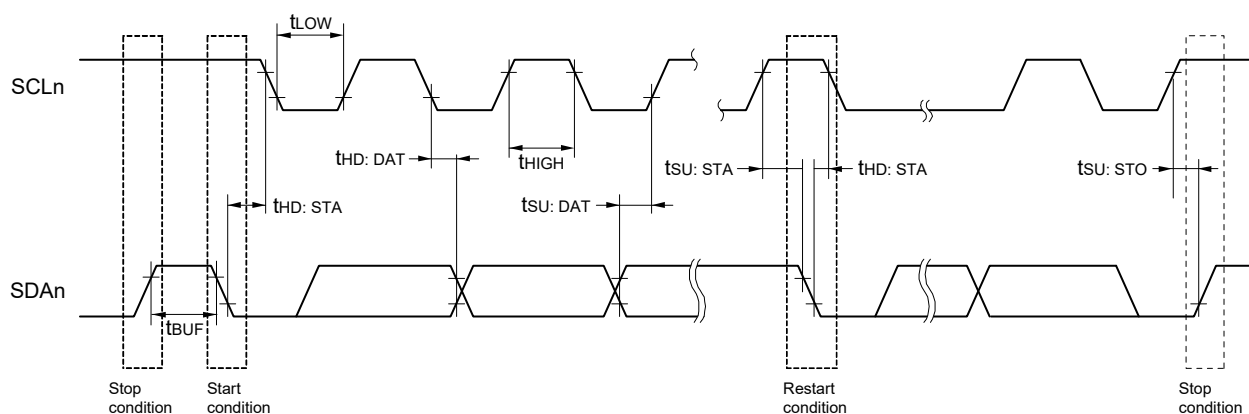 tLOW
SCLn
tHD: DAT
tHIGH
tSU: STA
tHD: STA
tSU: STO
tHD: STA
tSU: DAT
SDAn
tBUF
Stop
condition
Start
condition
Restart
condition
Stop
condition